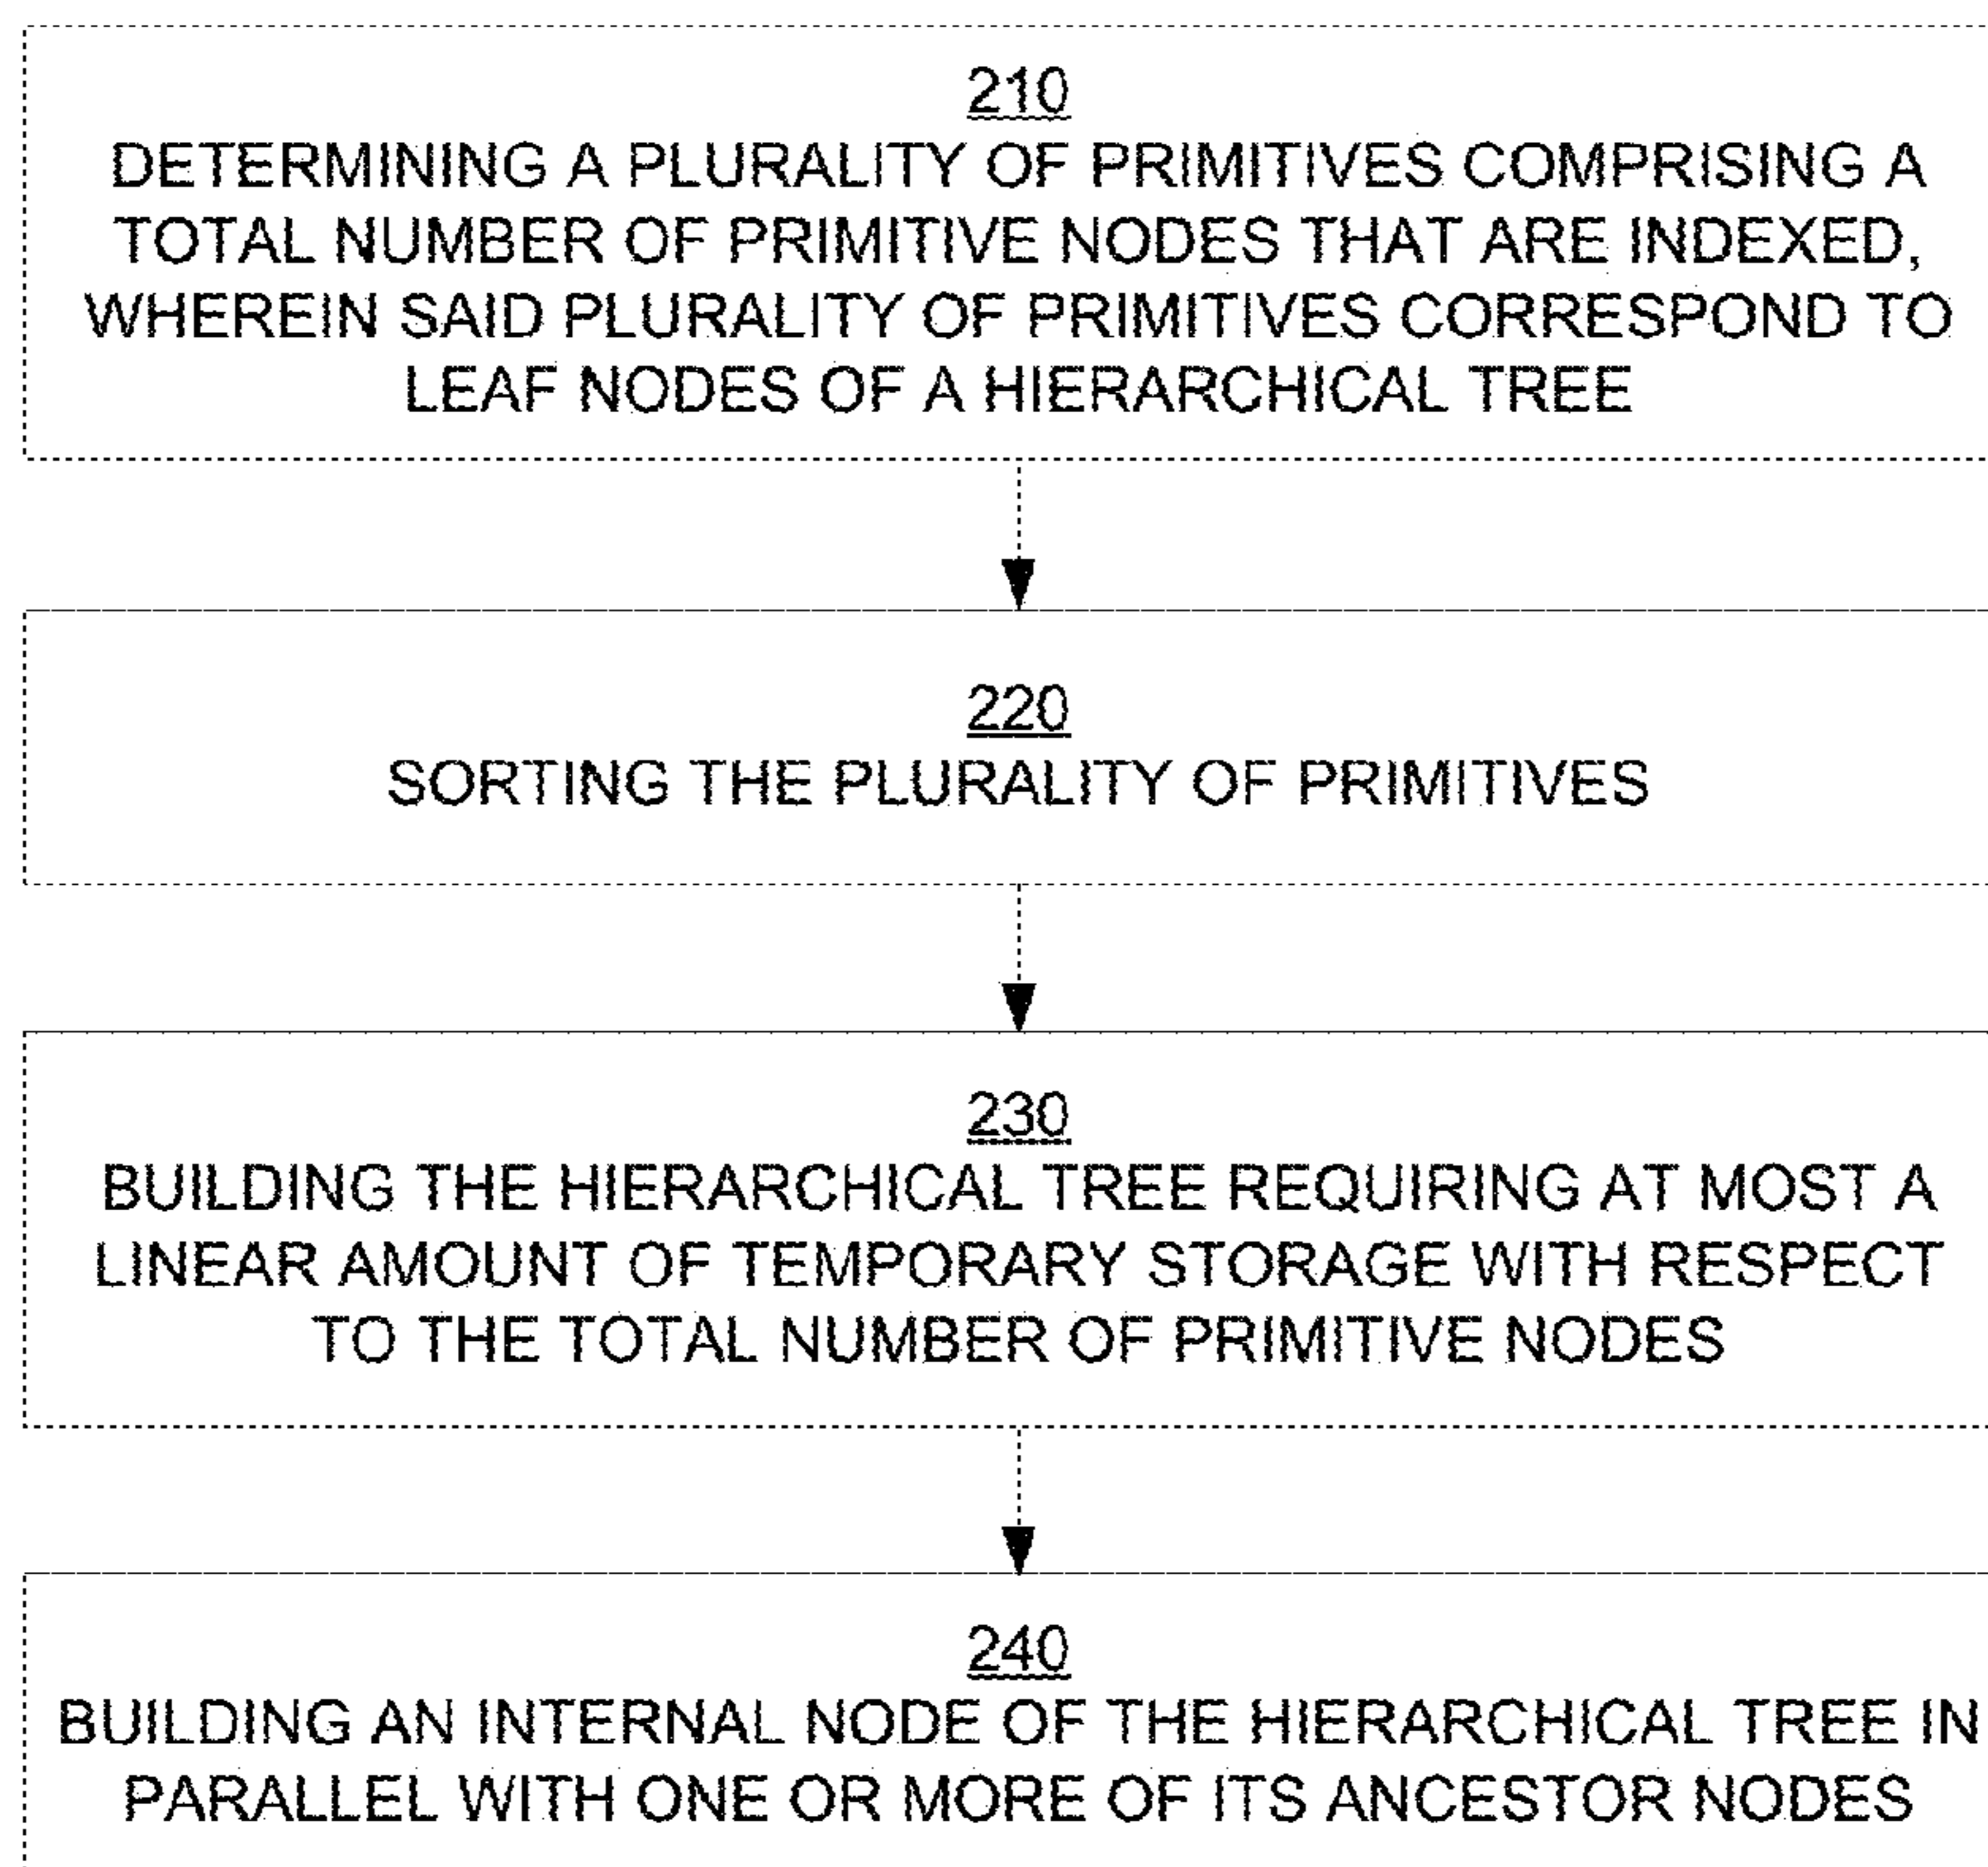 210
DETERMINING A PLURALITY OF PRIMITIVES COMPRISING A
TOTAL NUMBER OF PRIMITIVE NODES THAT ARE INDEXED,
WHEREIN SAID PLURALITY OF PRIMITIVES CORRESPOND TO
LEAF NODES OF A HIERARCHICAL TREE
220
SORTING THE PLURALITY OF PRIMITIVES
230
BUILDING THE HIERARCHICAL TREE REQUIRING AT MOST A
LINEAR AMOUNT OF TEMPORARY STORAGE WITH RESPECT
TO THE TOTAL NUMBER OF PRIMITIVE NODES
240
BUILDING AN INTERNAL NODE OF THE HIERARCHICAL TREE IN
PARALLEL WITH ONE OR MORE OF ITS ANCESTOR NODES